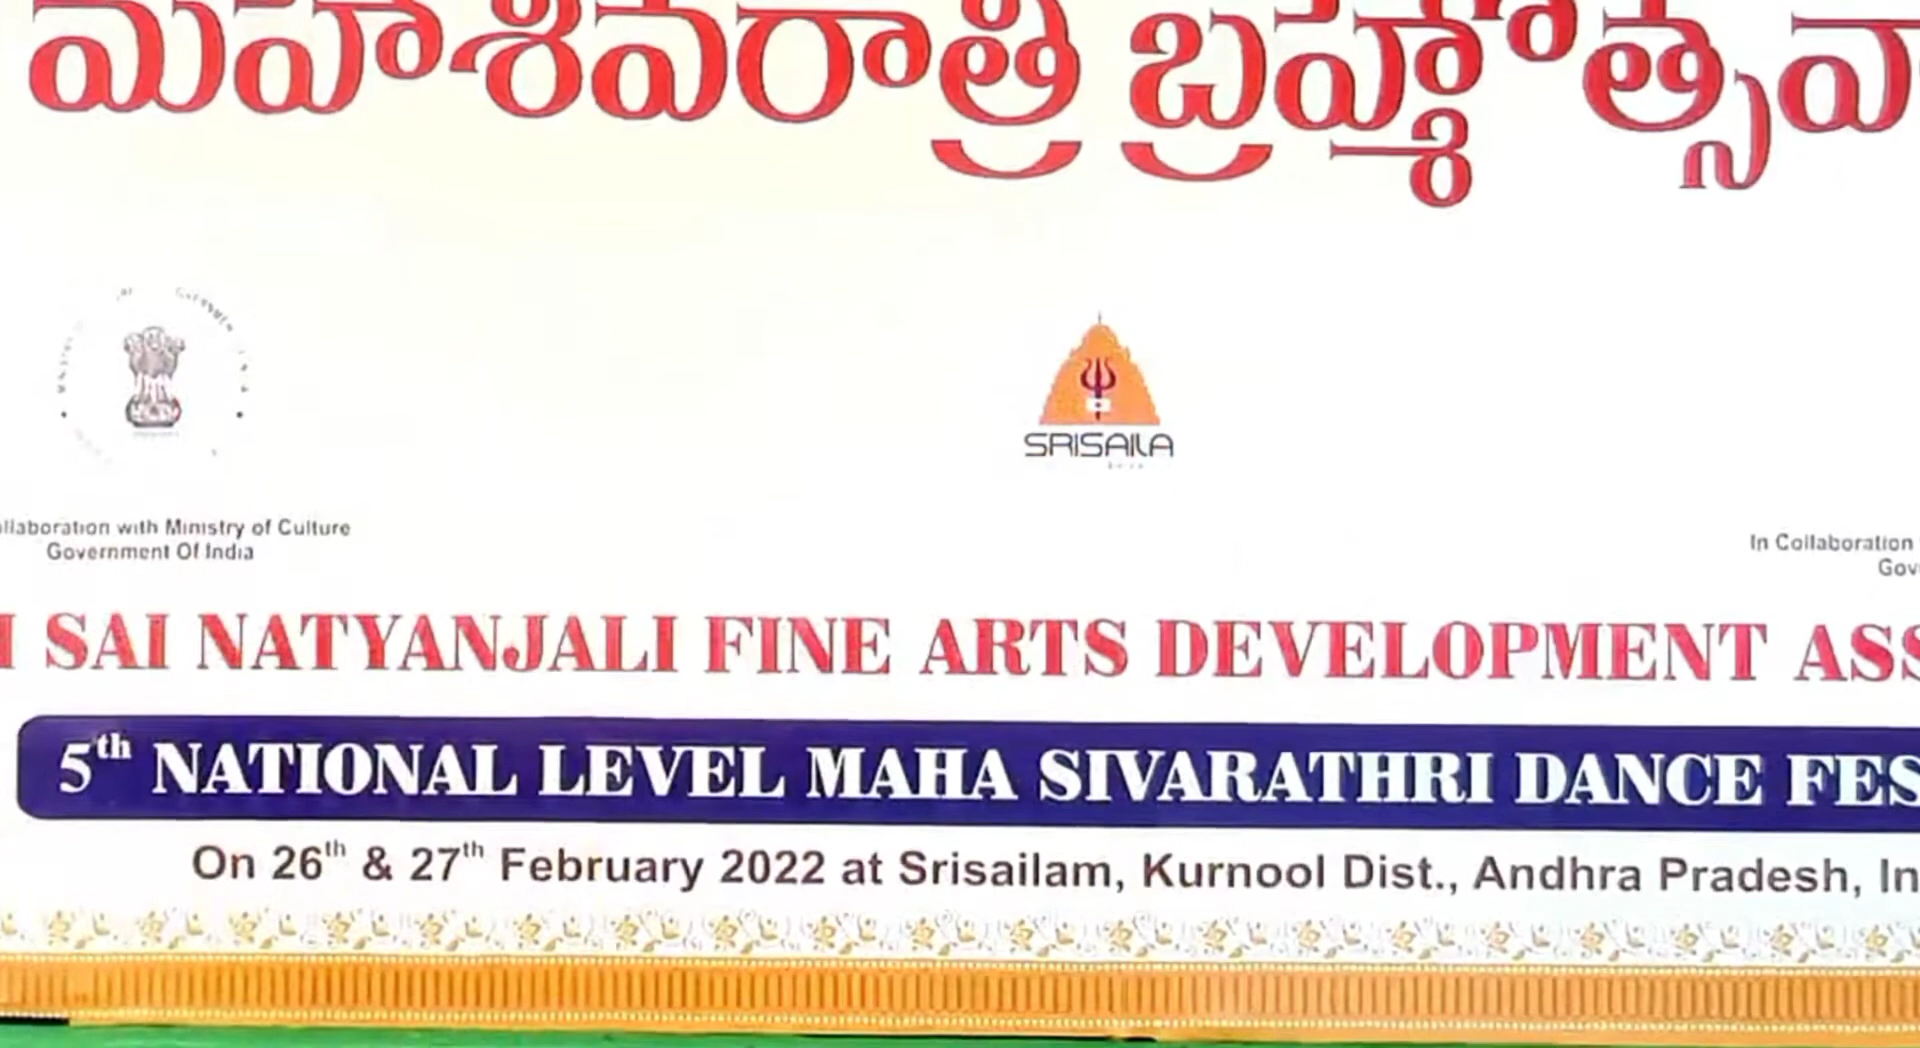 మహాశివరాత్రి బ్రహ్మోత్సవా
SRISAILA
llaboration with Ministry of Culture
Government Of India
In Collaboration
Gov
I SAI NATYANJALI FINE ARTS DEVELOPMENT ASS
5th NATIONAL LEVEL MAHA SIVARATHRI DANCE FES
On 26th & 27th February 2022 at Srisailam, Kurnool Dist., Andhra Pradesh, In